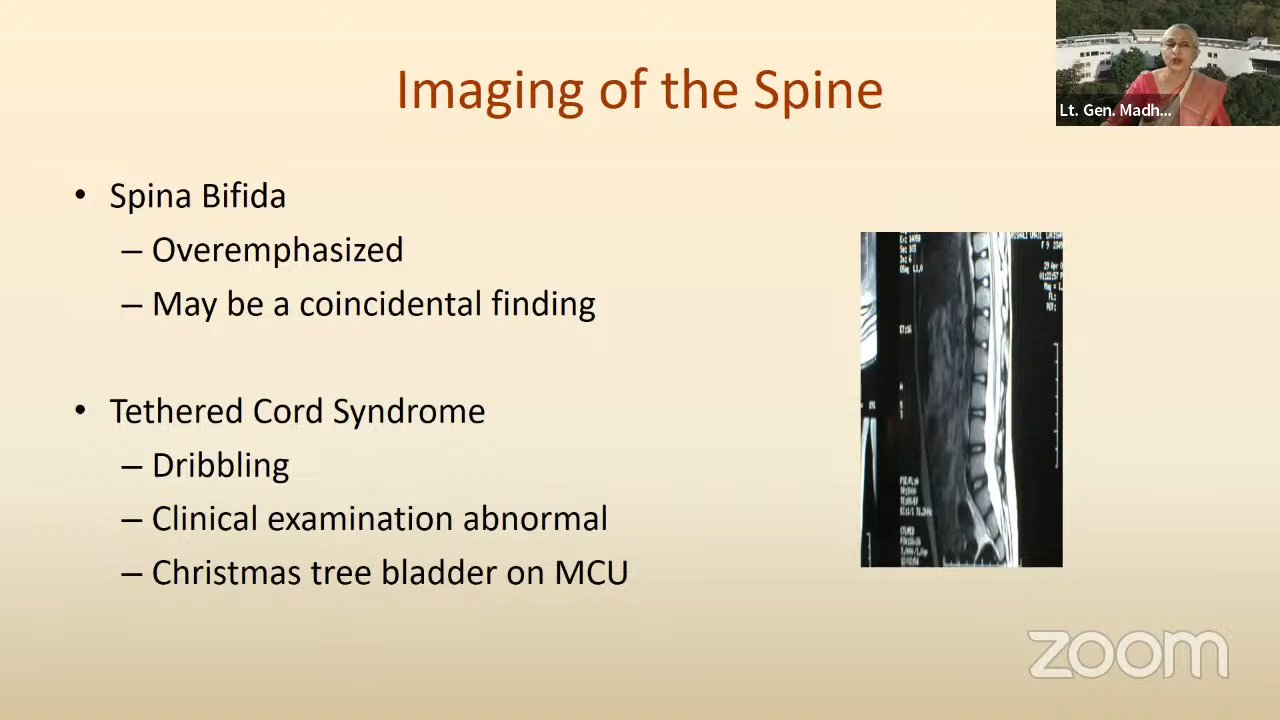 Imaging of the Spine
Lt. Gen. Madh...
• Spina Bifida
– Overemphasized
– May be a coincidental finding
• Tethered Cord Syndrome
– Dribbling
– Clinical examination abnormal
– Christmas tree bladder on MCU
zoom